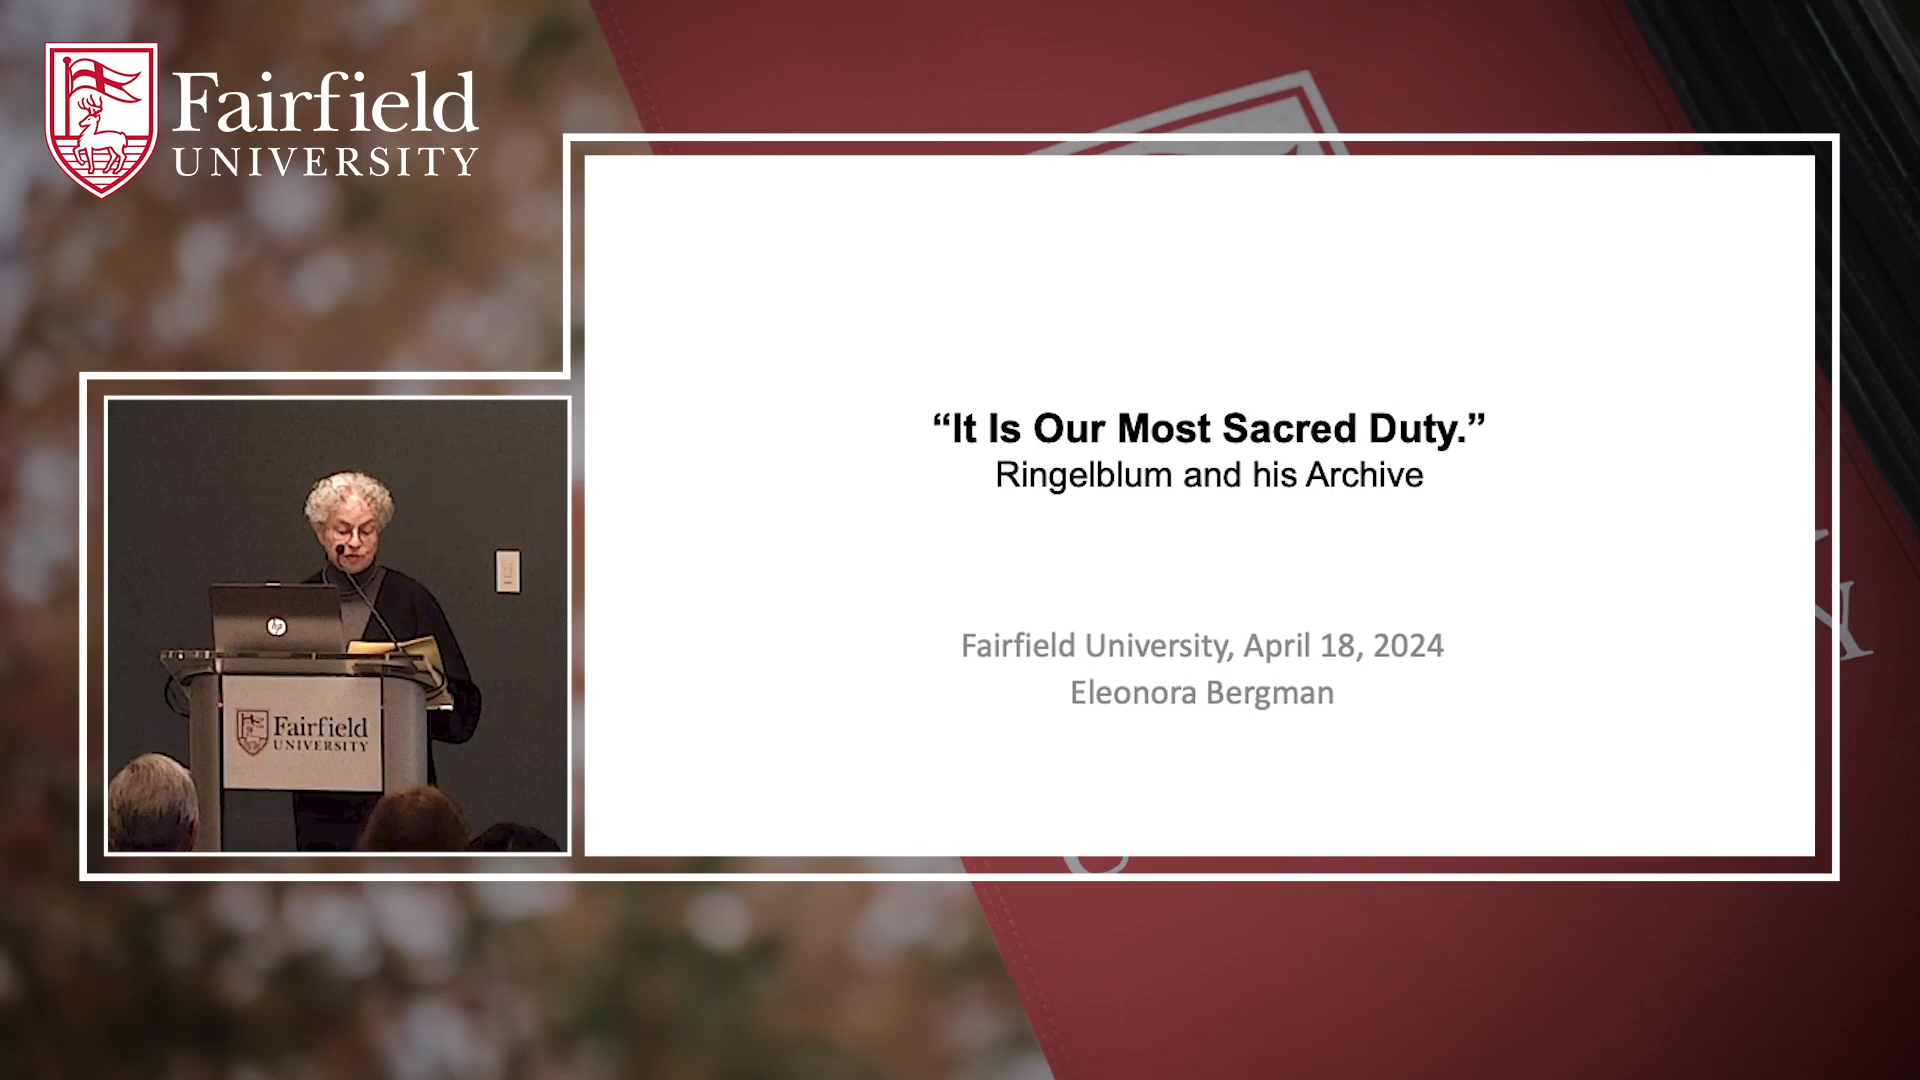 Fairfield
UNIVERSITY
“It Is Our Most Sacred Duty.”
Ringelblum and his Archive
Fairfield University, April 18, 2024
Eleonora Bergman
hp
Fairfield
UNIVERSITY
Y